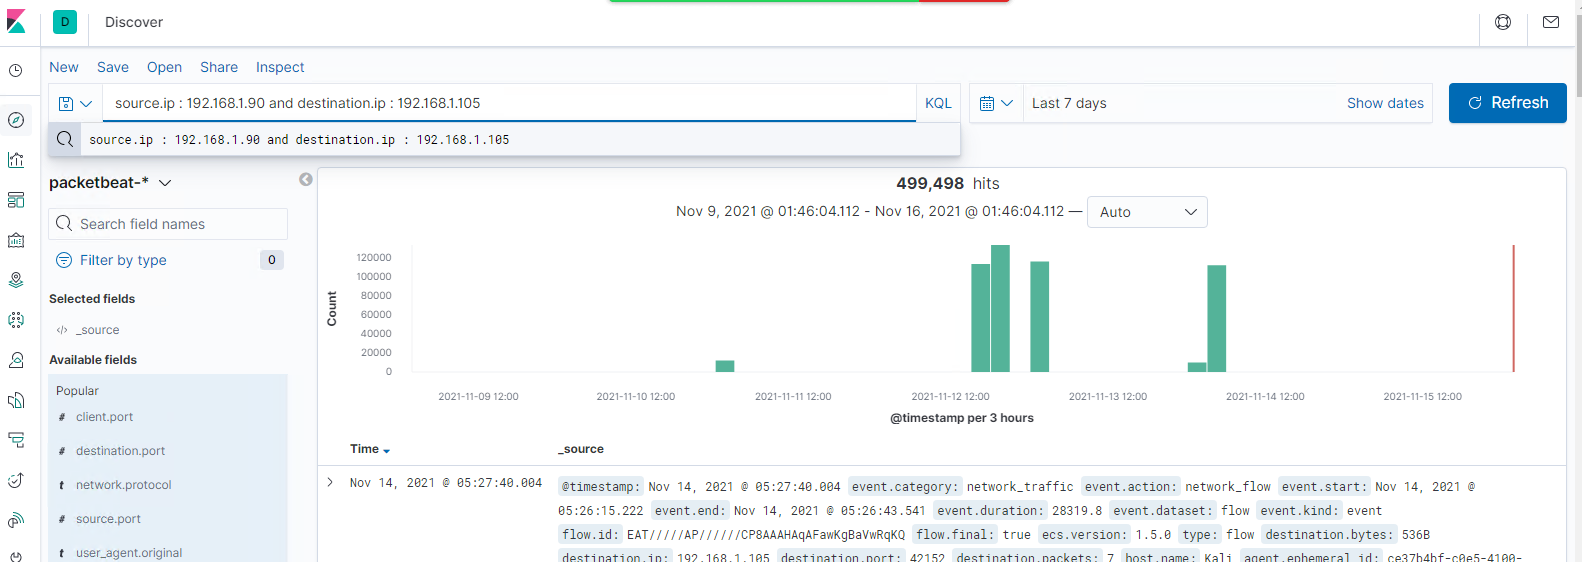 D Discover
New Save Open Share Inspect
source.ip : 192.168.1.90 and destination.ip : 192.168.1.105 KQL Last 7 days Show dates Refresh
source.ip : 192.168.1.90 and destination.ip : 192.168.1.105
packetbeat-*
Search field names
Filter by type 0
Selected fields
</> _source
Available fields
Popular
# client.port
# destination.port
t network.protocol
# source.port
t user_agent.original
499,498 hits
Nov 9, 2021 @ 01:46:04.112 - Nov 16, 2021 @ 01:46:04.112 — Auto
Count
120000
100000
80000
60000
40000
20000
0
2021-11-09 12:00 2021-11-10 12:00 2021-11-11 12:00 2021-11-12 12:00 2021-11-13 12:00 2021-11-14 12:00 2021-11-15 12:00
@timestamp per 3 hours
Time _source
Nov 14, 2021 @ 05:27:40.004 @timestamp: Nov 14, 2021 @ 05:27:40.004 event.category: network_traffic event.action: network_flow event.start: Nov 14, 2021 @
05:26:15.222 event.end: Nov 14, 2021 @ 05:26:43.541 event.duration: 28319.8 event.dataset: flow event.kind: event
flow.id: EAT/////AP//////CP8AAAHAqAFawKgBaVwRqKQ flow.final: true ecs.version: 1.5.0 type: flow destination.bytes: 536B
destination.ip: 192.168.1.105 destination.port: 42152 destination.packets: 7 host.name: Kali agent.ephemeral_id: ce37b4bf-c0e5-4100-